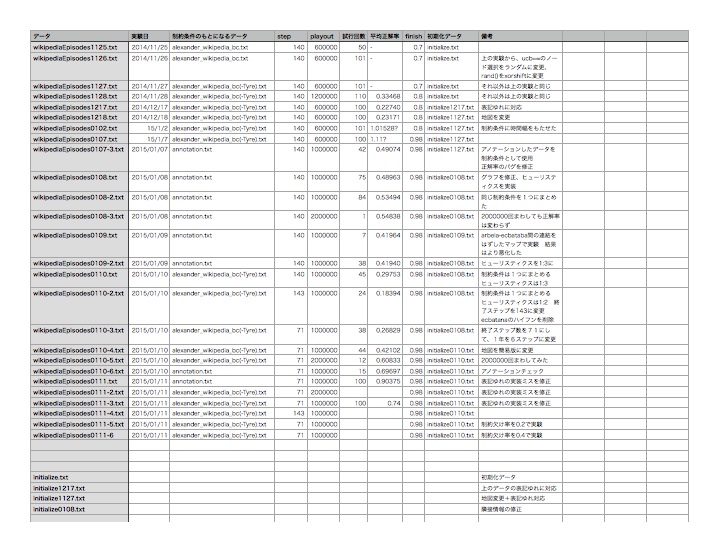 データ 実験日 制約条件のもとになるデータ step playout 試行回数 平均正解率 finish 初期化データ 備考
wikipediaEpisodes1125.txt 2014/11/25 alexander_wikipedia_bc.txt 140 600000 50 - 0.7 initialize.txt
wikipediaEpisodes1126.txt 2014/11/26 alexander_wikipedia_bc.txt 140 600000 101 - 0.7 initialize.txt 上の実験から、ucb==のノー
ド選択をランダムに変更、
rand()をxorshiftに変更
wikipediaEpisodes1127.txt 2014/11/27 alexander_wikipedia_bc(-Tyre).txt 140 600000 101 - 0.7 initialize.txt それ以外は上の実験と同じ
wikipediaEpisodes1128.txt 2014/11/28 alexander_wikipedia_bc(-Tyre).txt 140 1200000 110 0.33468 0.8 initialize.txt それ以外は上の実験と同じ
wikipediaEpisodes1217.txt 2014/12/17 alexander_wikipedia_bc(-Tyre).txt 140 600000 100 0.22740 0.8 initialize1217.txt 表記ゆれに対応
wikipediaEpisodes1218.txt 2014/12/18 alexander_wikipedia_bc(-Tyre).txt 140 600000 100 0.23171 0.8 initialize1127.txt 地図を変更
wikipediaEpisodes0102.txt 15/1/2 alexander_wikipedia_bc(-Tyre).txt 140 600000 101 1.01528? 0.8 initialize1127.txt 制約条件に時間幅をもたせた
wikipediaEpisodes0107.txt 15/1/7 alexander_wikipedia_bc(-Tyre).txt 140 600000 100 1.11? 0.98 initialize1127.txt
wikipediaEpisodes0107-3.txt 2015/01/07 annotation.txt 140 1000000 42 0.49074 0.98 initialize1127.txt アノテーションしたデータを
制約条件として使用
正解率のバグを修正
wikipediaEpisodes0108.txt 2015/01/08 annotation.txt 140 1000000 75 0.48963 0.98 initialize0108.txt グラフを修正、ヒューリステ
ィクスを実装
wikipediaEpisodes0108-2.txt 2015/01/08 annotation.txt 140 1000000 84 0.53494 0.98 initialize0108.txt 同じ制約条件を1つにまとめ
た
wikipediaEpisodes0108-3.txt 2015/01/08 annotation.txt 140 2000000 1 0.54838 0.98 initialize0108.txt 2000000回まわしても正解率
は変わらず
wikipediaEpisodes0109.txt 2015/01/09 annotation.txt 140 1000000 7 0.41964 0.98 initialize0109.txt arbela-ecbataba間の連結を
はずしたマップで実験 結果
はより悪化した
wikipediaEpisodes0109-2.txt 2015/01/09 annotation.txt 140 1000000 38 0.41940 0.98 initialize0108.txt ヒューリスティクスを1:3に
wikipediaEpisodes0110.txt 2015/01/10 alexander_wikipedia_bc(-Tyre).txt 140 1000000 45 0.29753 0.98 initialize0108.txt 制約条件は1つにまとめる
ヒューリスティクスは1:3
wikipediaEpisodes0110-2.txt 2015/01/10 alexander_wikipedia_bc(-Tyre).txt 143 1000000 24 0.18394 0.98 initialize0108.txt 制約条件は1つにまとめる
ヒューリスティクスは1:2 終
了ステップを143に変更
ecbatanaのハイフンを削除
wikipediaEpisodes0110-3.txt 2015/01/10 alexander_wikipedia_bc(-Tyre).txt 71 1000000 38 0.26829 0.98 initialize0108.txt 終了ステップ数を71にし
て、1年を6ステップに変更
wikipediaEpisodes0110-4.txt 2015/01/10 alexander_wikipedia_bc(-Tyre).txt 71 1000000 44 0.42102 0.98 initialize0110.txt 地図を簡易版に変更
wikipediaEpisodes0110-5.txt 2015/01/10 alexander_wikipedia_bc(-Tyre).txt 71 2000000 12 0.60833 0.98 initialize0110.txt 2000000回まわしてみた
wikipediaEpisodes0110-6.txt 2015/01/10 annotation.txt 71 1000000 15 0.69697 0.98 initialize0110.txt アノテーションチェック
wikipediaEpisodes0111.txt 2015/01/11 annotation.txt 71 1000000 100 0.90375 0.98 initialize0110.txt 表記ゆれの実装ミスを修正
wikipediaEpisodes0111-2.txt 2015/01/11 annotation.txt 71 2000000 0.98 initialize0110.txt 表記ゆれの実装ミスを修正
wikipediaEpisodes0111-3.txt 2015/01/11 alexander_wikipedia_bc(-Tyre).txt 71 1000000 100 0.74 0.98 initialize0110.txt 表記ゆれの実装ミスを修正
wikipediaEpisodes0111-4.txt 2015/01/11 alexander_wikipedia_bc(-Tyre).txt 143 1000000 0.98 initialize0110.txt
wikipediaEpisodes0111-5.txt 2015/01/11 alexander_wikipedia_bc(-Tyre).txt 71 1000000 0.98 initialize0110.txt 制約欠け率を0.2で実験
wikipediaEpisodes0111-6 2015/01/11 alexander_wikipedia_bc(-Tyre).txt 71 1000000 0.98 initialize0110.txt 制約欠け率を0.4で実験
initialize.txt 初期化データ
initialize1217.txt 上のデータの表記ゆれに対応
initialize1127.txt 地図変更+表記ゆれ対応
initialize0108.txt 隣接情報の修正